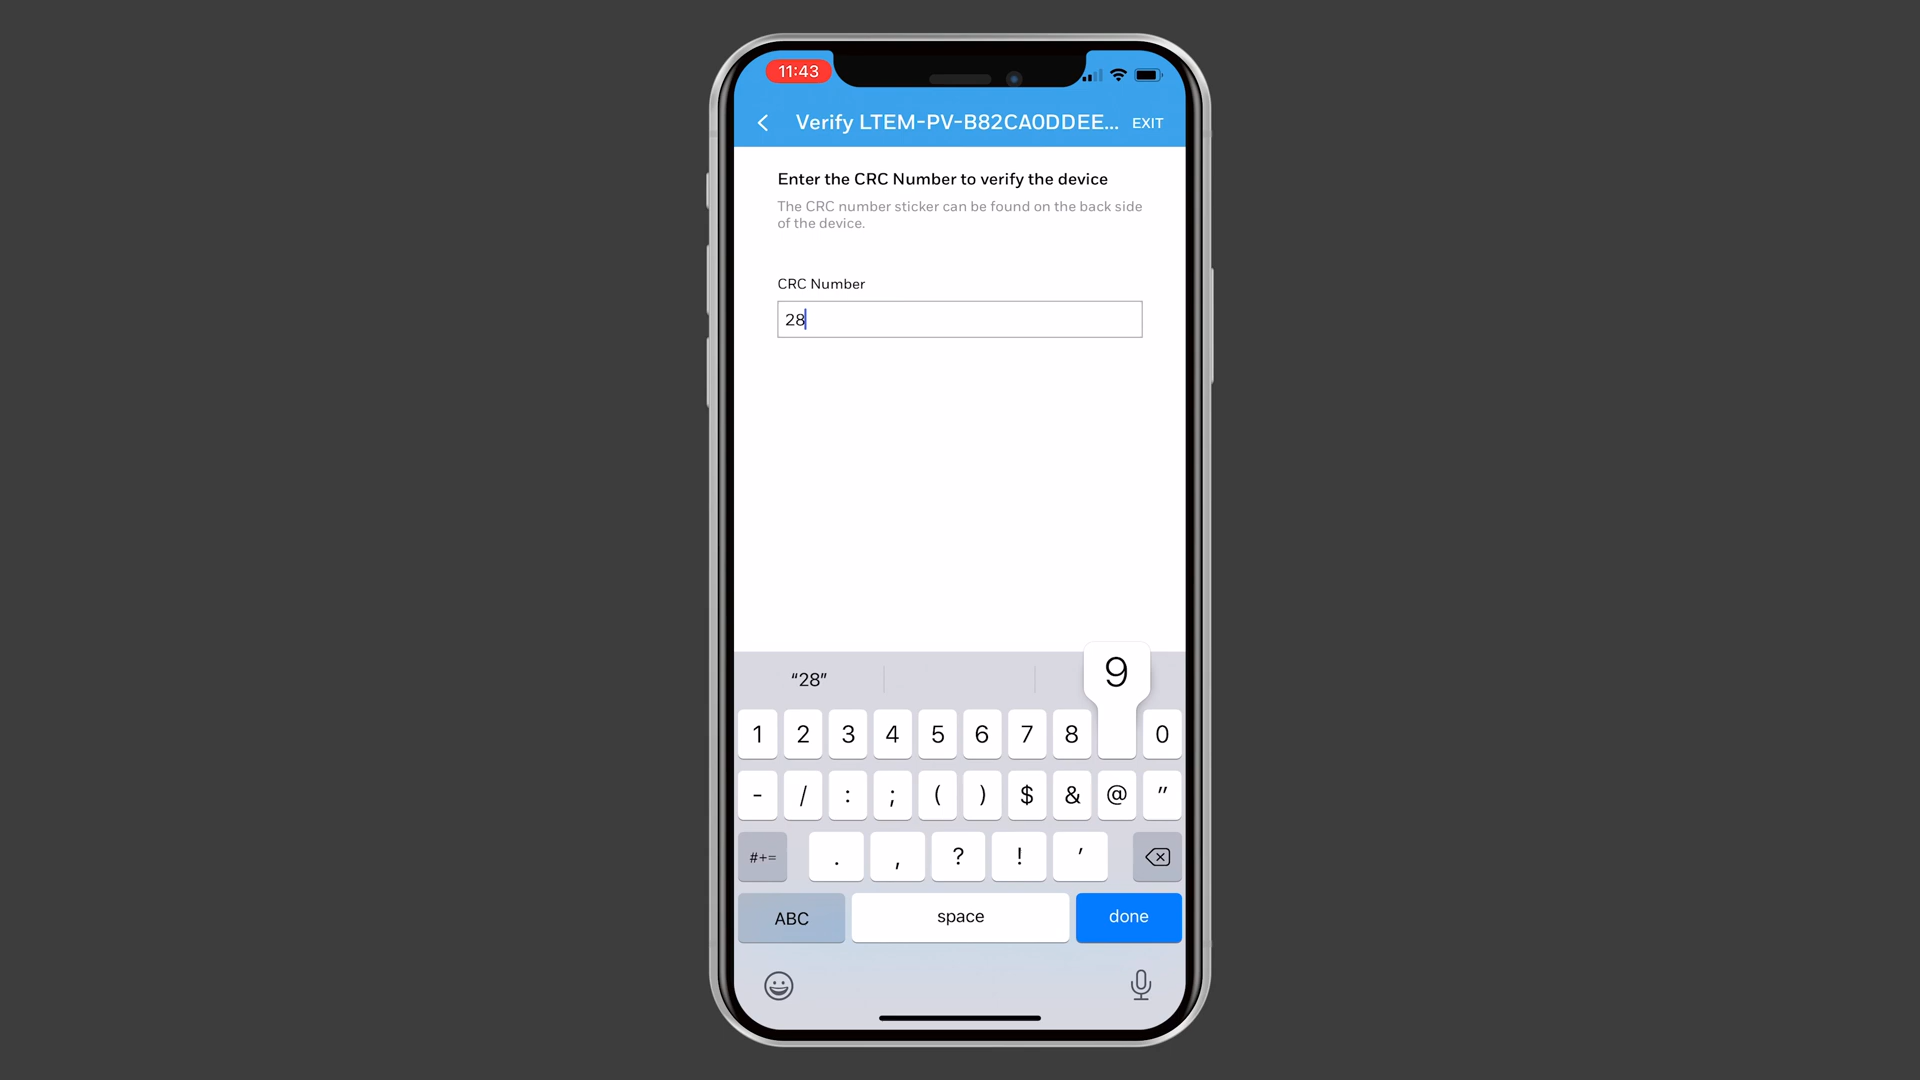 11:43
Verify LTEM-PV-B82CA0DDEE... EXIT
Enter the CRC Number to verify the device
The CRC number sticker can be found on the back side
of the device.
CRC Number
28
“28”
9
1 2 3 4 5 6 7 8 0
- / : ; ( ) $ & @ "
#+= . , ? ! '
ABC space done